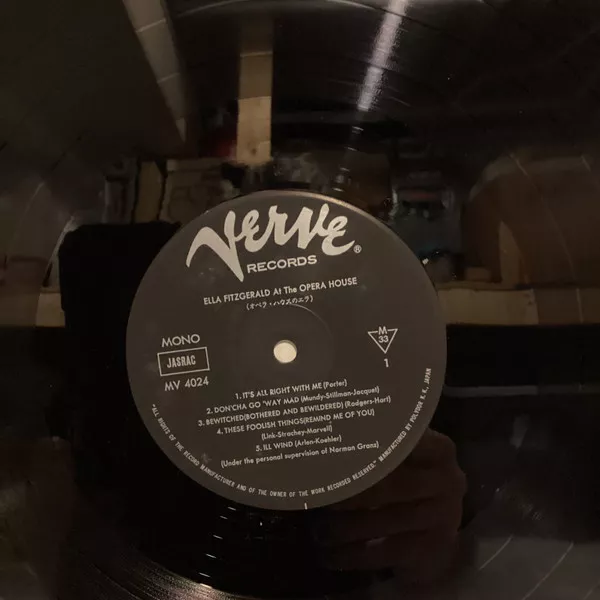 Verve®
RECORDS
ELLA FITZGERALD At The OPERA HOUSE
(オペラ・ハウスのエラ)
MONO
JASRAC
MV 4024
M
33
1
1. IT'S ALL RIGHT WITH ME (Porter)
2. DON'CHA GO 'WAY MAD (Mundy-Stillman-Jacquet)
3. BEWITCHED(BOTHERED AND BEWILDERED) (Rodgers-Hart)
4. THESE FOOLISH THINGS(REMIND ME OF YOU)
(Link-Strachey-Marvell)
5. ILL WIND (Arlen-Koehler)
(Under the personal supervision of Norman Granz)
"ALL RIGHTS OF THE RECORD MANUFACTURER AND OF THE OWNER OF THE WORK RECORDED RESERVED." MANUFACTURED BY POLYDOR K. K., JAPAN